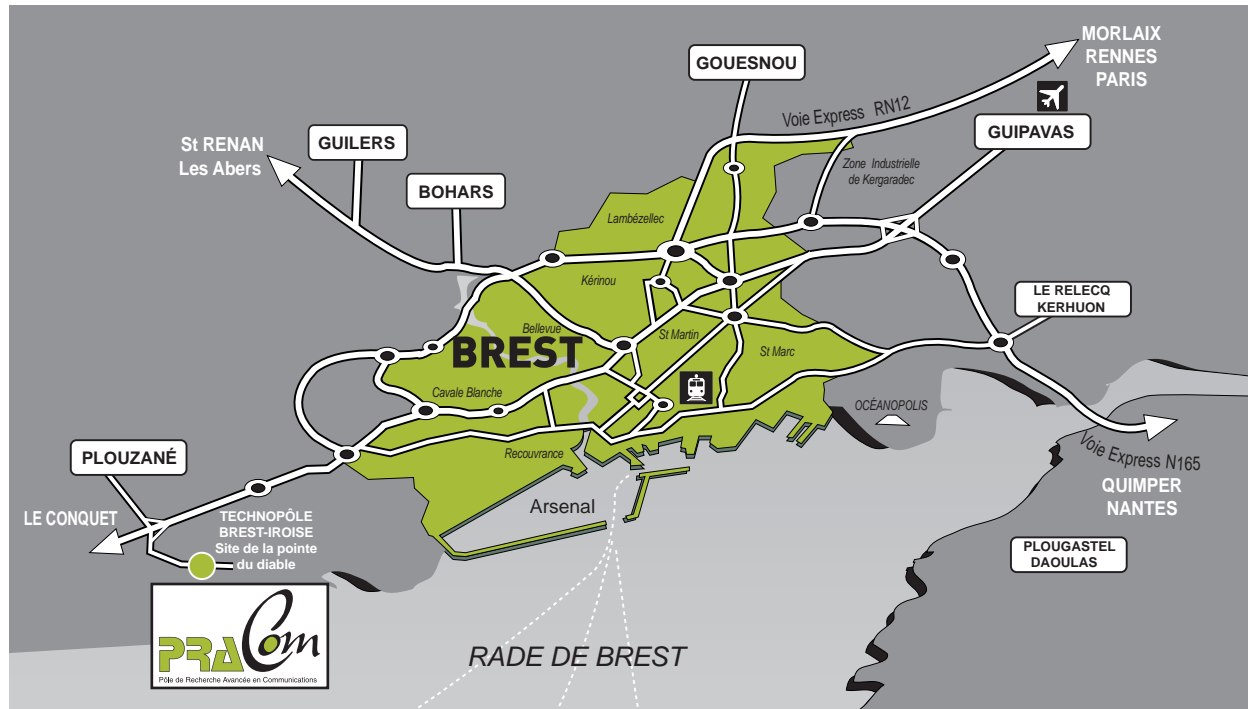 MORLAIX
RENNES
PARIS
GOUESNOU
Voie Express RN12
GUIPAVAS
St RENAN
Les Abers
GUILERS
BOHARS
Zone Industrielle
de Kergaradec
Lambézellec
Kérinou
LE RELECQ
KERHUON
Bellevue
St Martin
St Marc
BREST
Cavale Blanche
OCÉANOPOLIS
Recouvrance
PLOUZANÉ
Voie Express N165
QUIMPER
NANTES
Arsenal
LE CONQUET
TECHNOPÔLE
BREST-IROISE
Site de la pointe
du diable
PLOUGASTEL
DAOULAS
PRACom
Pôle de Recherche Avancée en Communications
RADE DE BREST